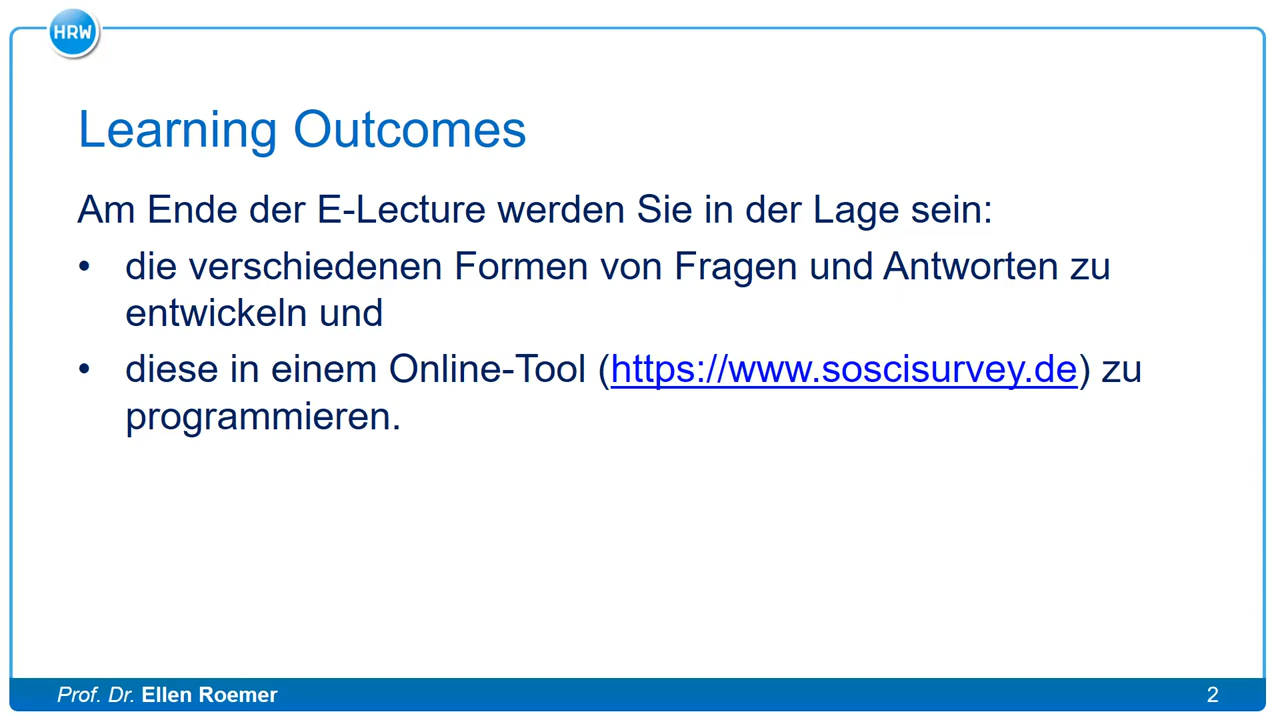 HRW
Learning Outcomes
Am Ende der E-Lecture werden Sie in der Lage sein:
• die verschiedenen Formen von Fragen und Antworten zu
entwickeln und
• diese in einem Online-Tool (https://www.soscisurvey.de) zu
programmieren.
Prof. Dr. Ellen Roemer 2